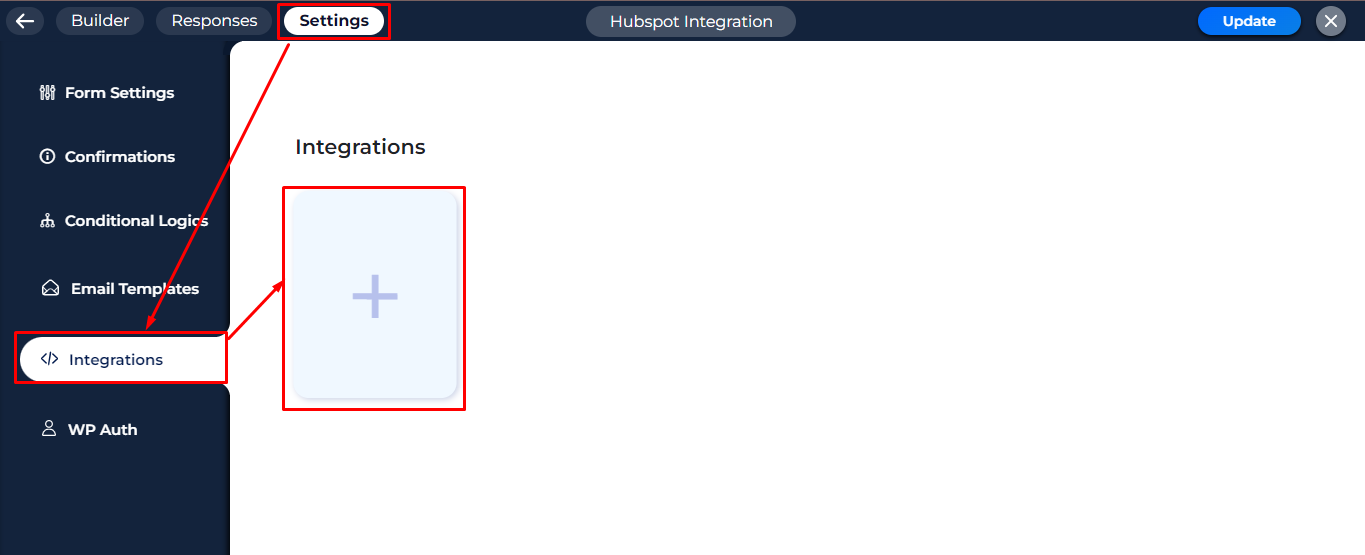 Builder
Responses
Settings
Hubspot Integration
Update
Form Settings
Confirmations
Conditional Logics
Email Templates
Integrations
WP Auth
Integrations